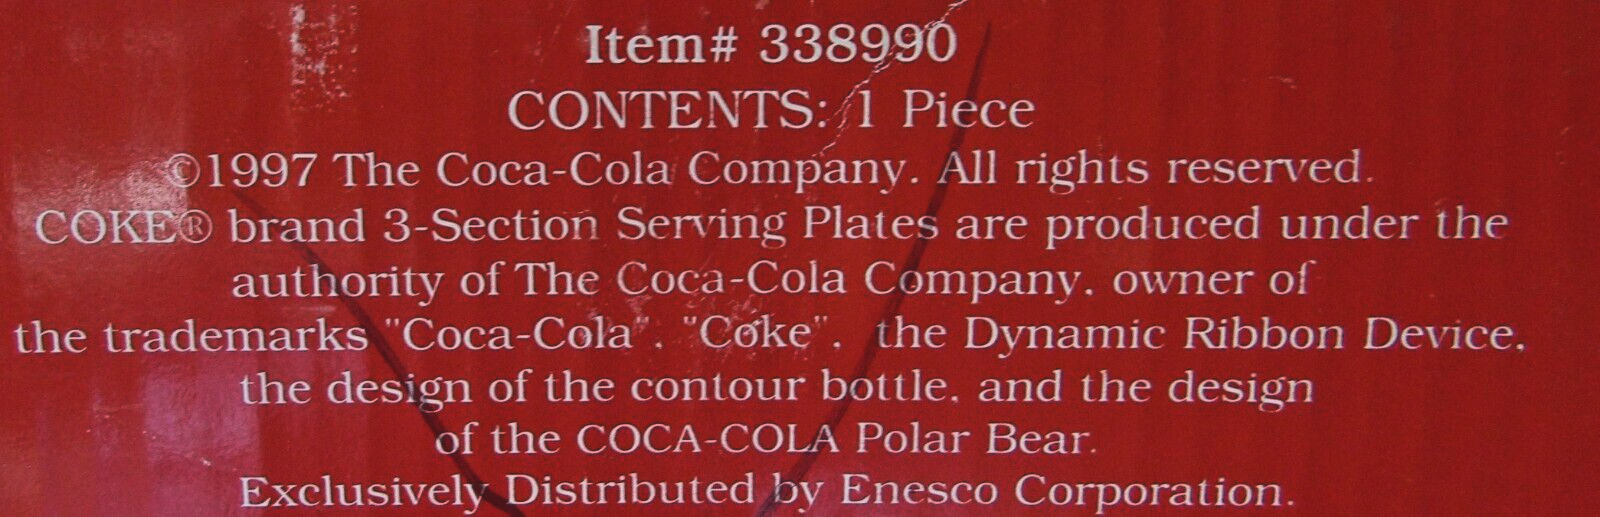 Item# 338990
CONTENTS: 1 Piece
©1997 The Coca-Cola Company. All rights reserved.
COKE® brand 3-Section Serving Plates are produced under the
authority of The Coca-Cola Company, owner of
the trademarks "Coca-Cola", "Coke", the Dynamic Ribbon Device,
the design of the contour bottle, and the design
of the COCA-COLA Polar Bear.
Exclusively Distributed by Enesco Corporation.